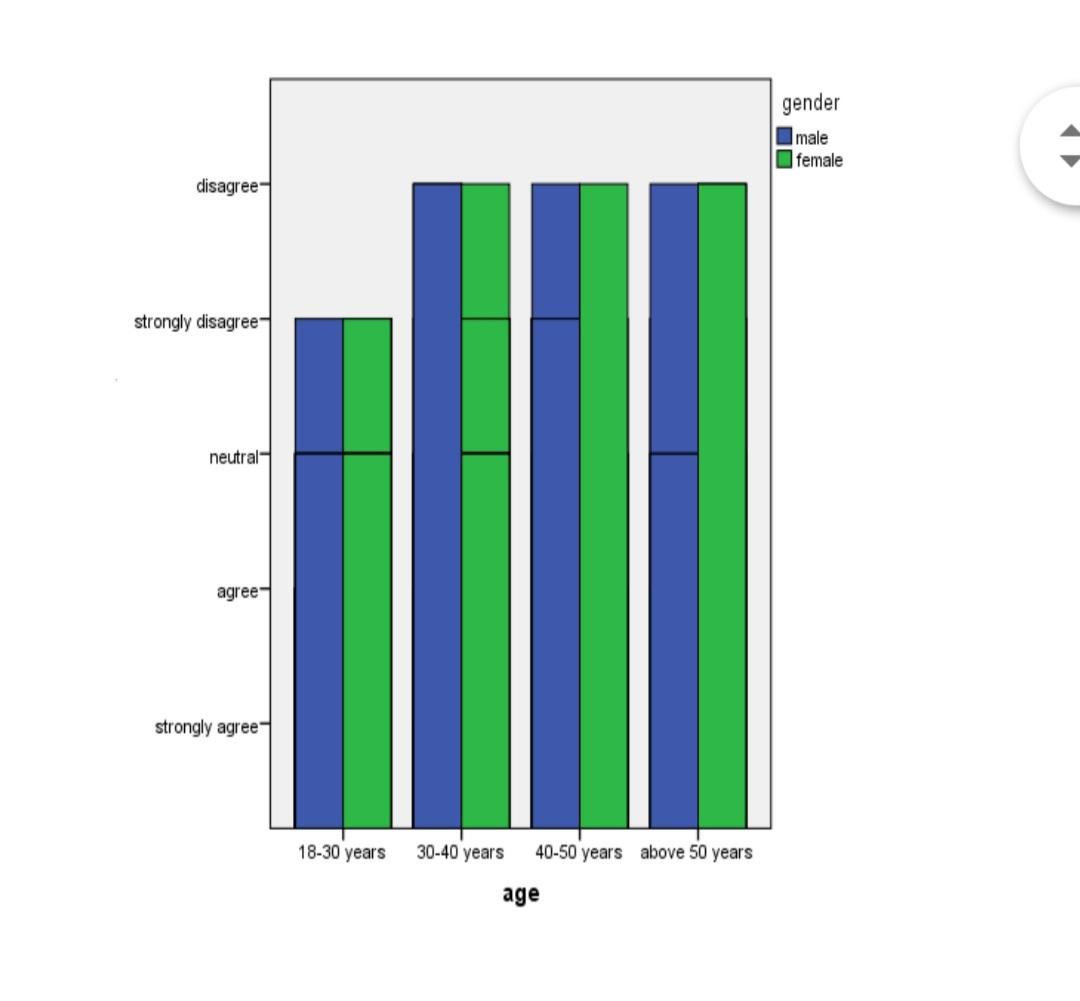 gender
male
female
disagree
strongly disagree
neutral
agree
strongly agree
18-30 years 30-40 years 40-50 years above 50 years
age